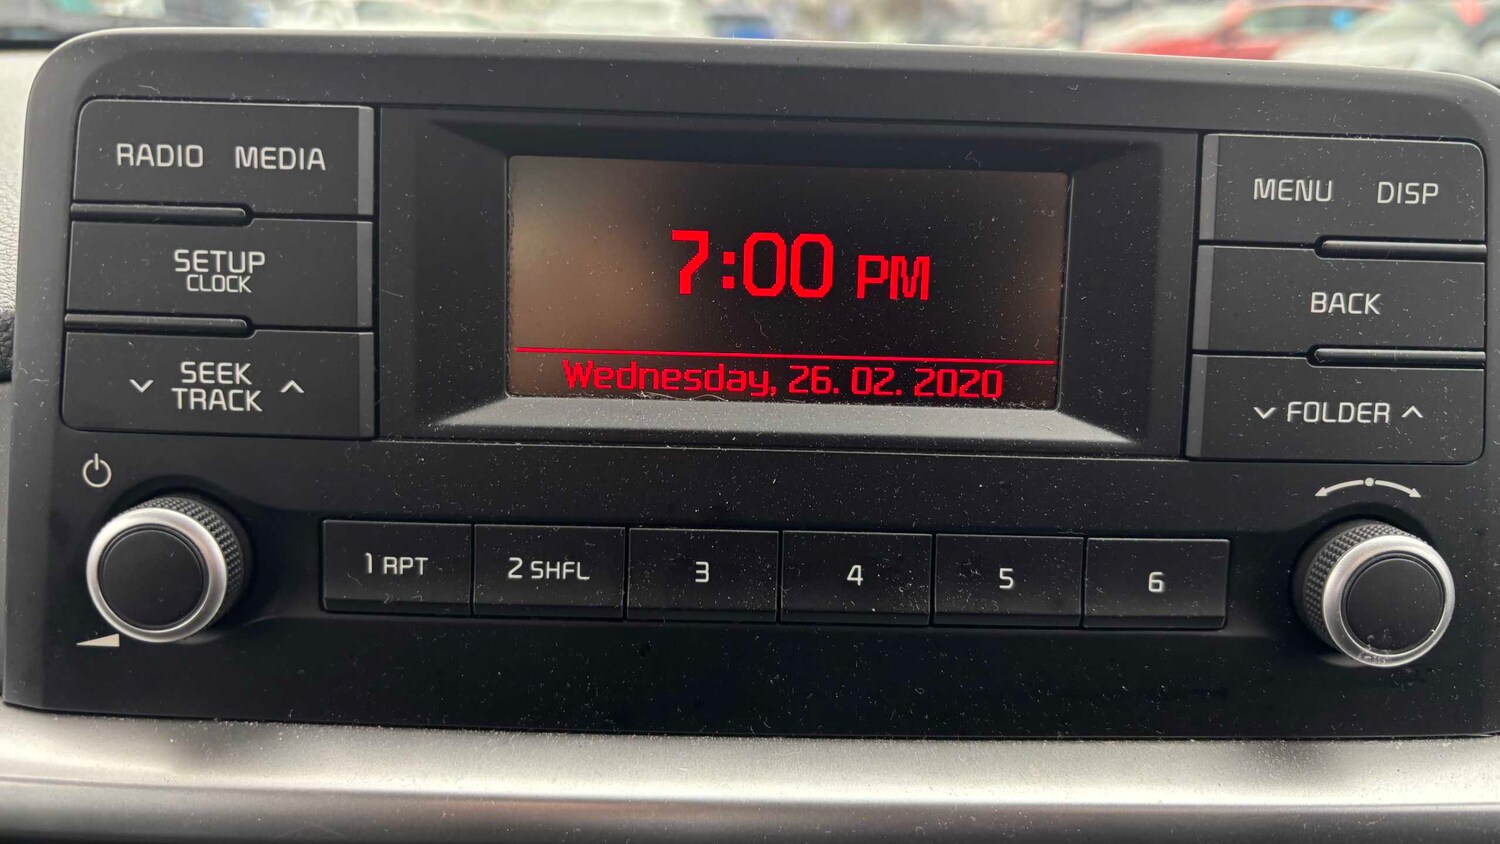 RADIO MEDIA
SETUP
CLOCK
SEEK
TRACK
7:00 PM
Wednesday, 26. 02. 2020
MENU DISP
BACK
FOLDER
1 RPT
2 SHFL
3
4
5
6